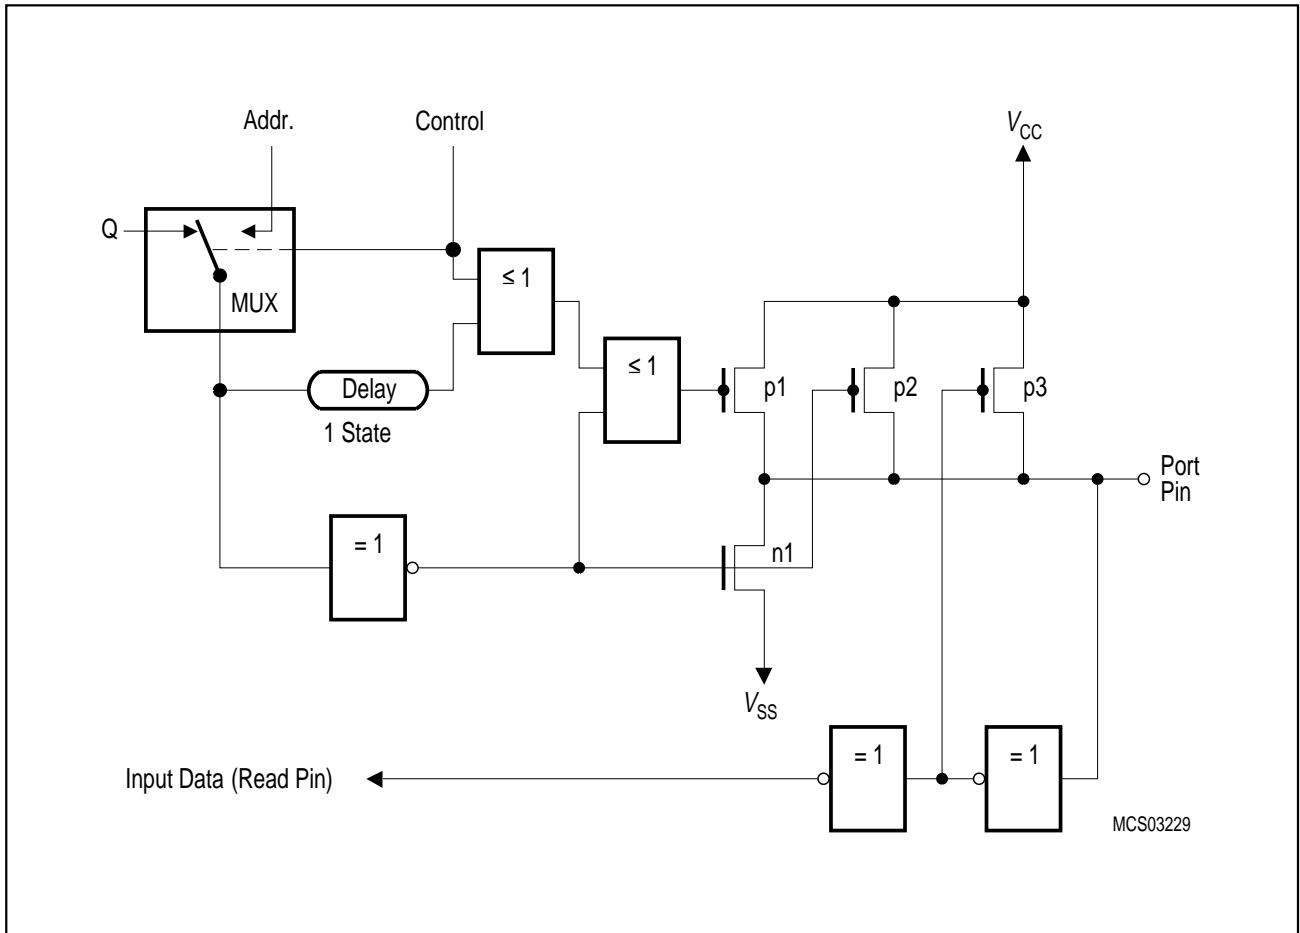 Addr.
Control
VCC
Q
MUX
≤ 1
≤ 1
Delay
1 State
p1
p2
p3
Port
Pin
= 1
n1
VSS
= 1
= 1
Input Data (Read Pin)
MCS03229